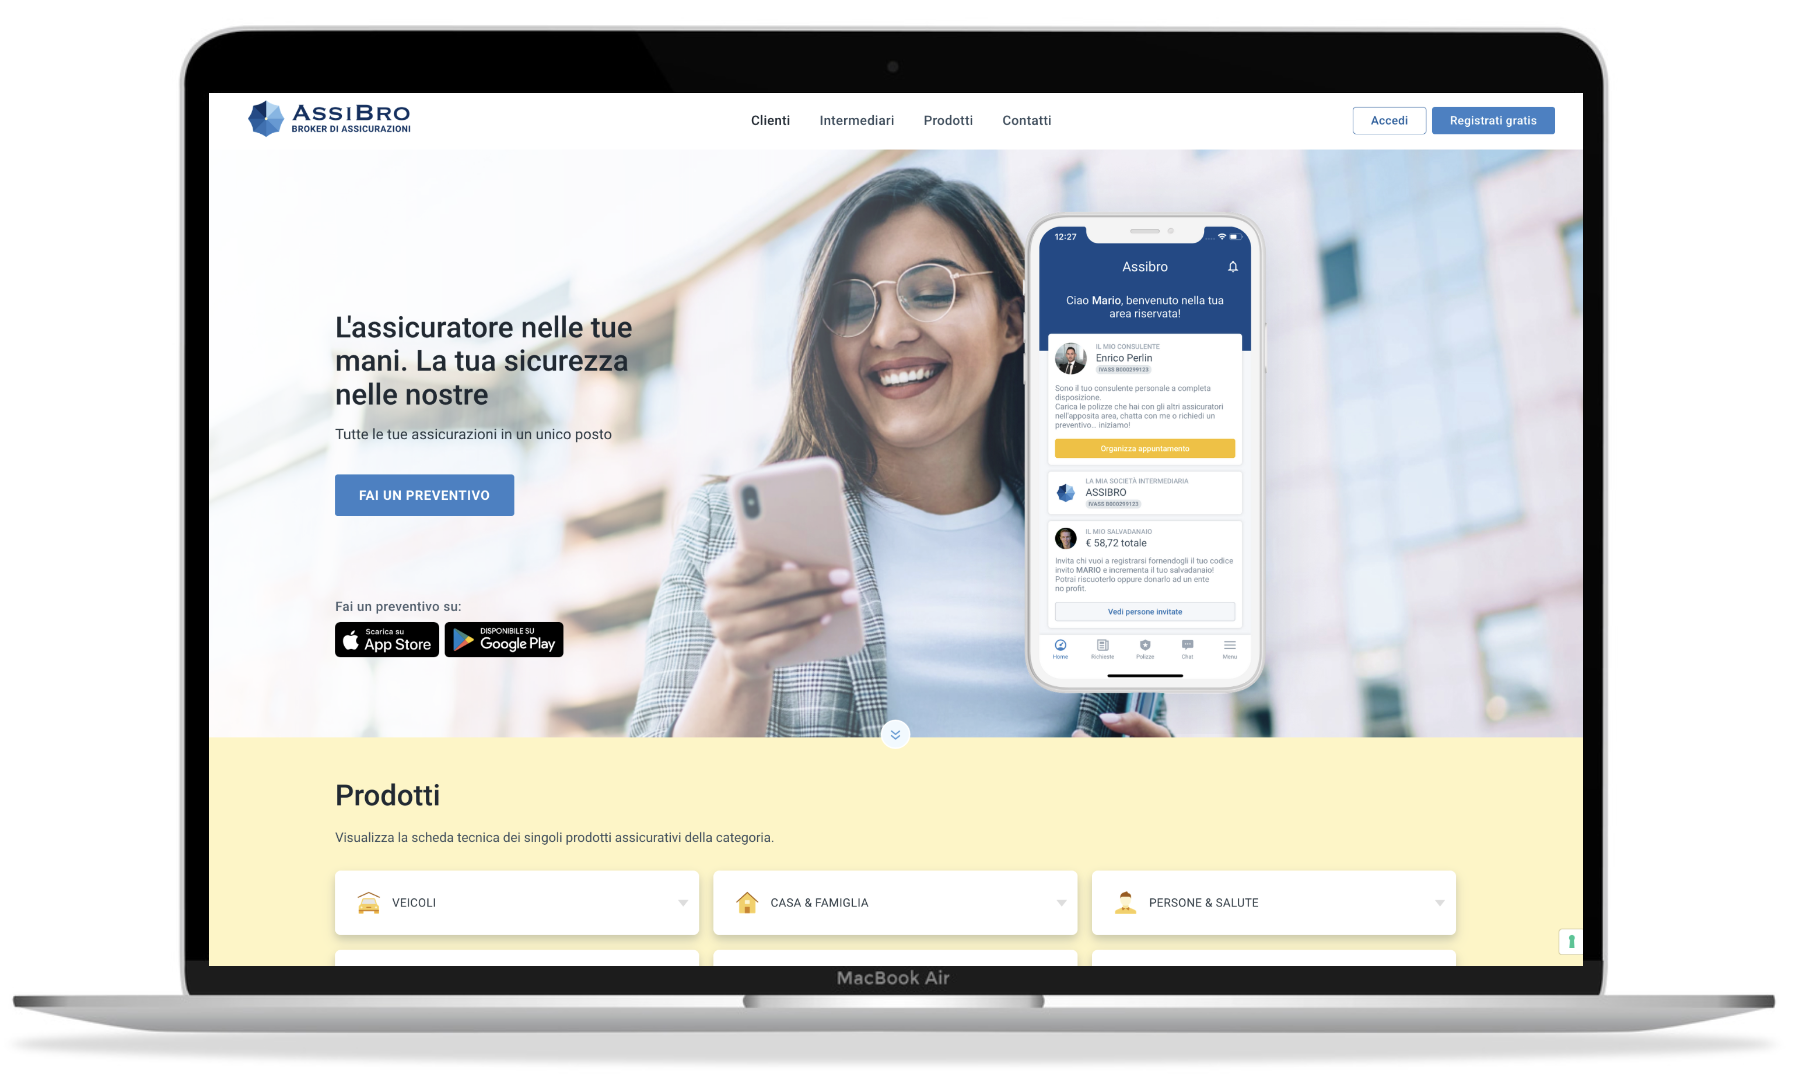 ASSIBRO
BROKER DI ASSICURAZIONI
Clienti
Intermediari
Prodotti
Contatti
Accedi
Registrati gratis
L'assicuratore nelle tue
mani. La tua sicurezza
nelle nostre
Tutte le tue assicurazioni in un unico posto
FAI UN PREVENTIVO
Fai un preventivo su:
Scarica su
App Store
DISPONIBILE SU
Google Play
12:27
Assibro
Ciao Mario, benvenuto nella tua
area riservata!
IL MIO CONSULENTE
Enrico Perlin
IVASS B000299123
Sono il tuo consulente personale a completa
disposizione.
Carica le polizze che hai con gli altri assicuratori
nell'apposita area, chatta con me o richiedi un
preventivo... iniziamo!
Organizza appuntamento
LA MIA SOCIETÀ INTERMEDIARIA
ASSIBRO
IVASS B000299123
IL MIO SALVADANAIO
€ 58,72 totale
Invita chi vuoi a registrarsi fornendogli il tuo codice
invito MARIO e incrementa il tuo salvadanaio!
Potrai riscuoterlo oppure donarlo ad un ente
no profit.
Vedi persone invitate
Home
Richieste
Polizze
Chat
Menu
Prodotti
Visualizza la scheda tecnica dei singoli prodotti assicurativi della categoria.
VEICOLI
CASA & FAMIGLIA
PERSONE & SALUTE
MacBook Air